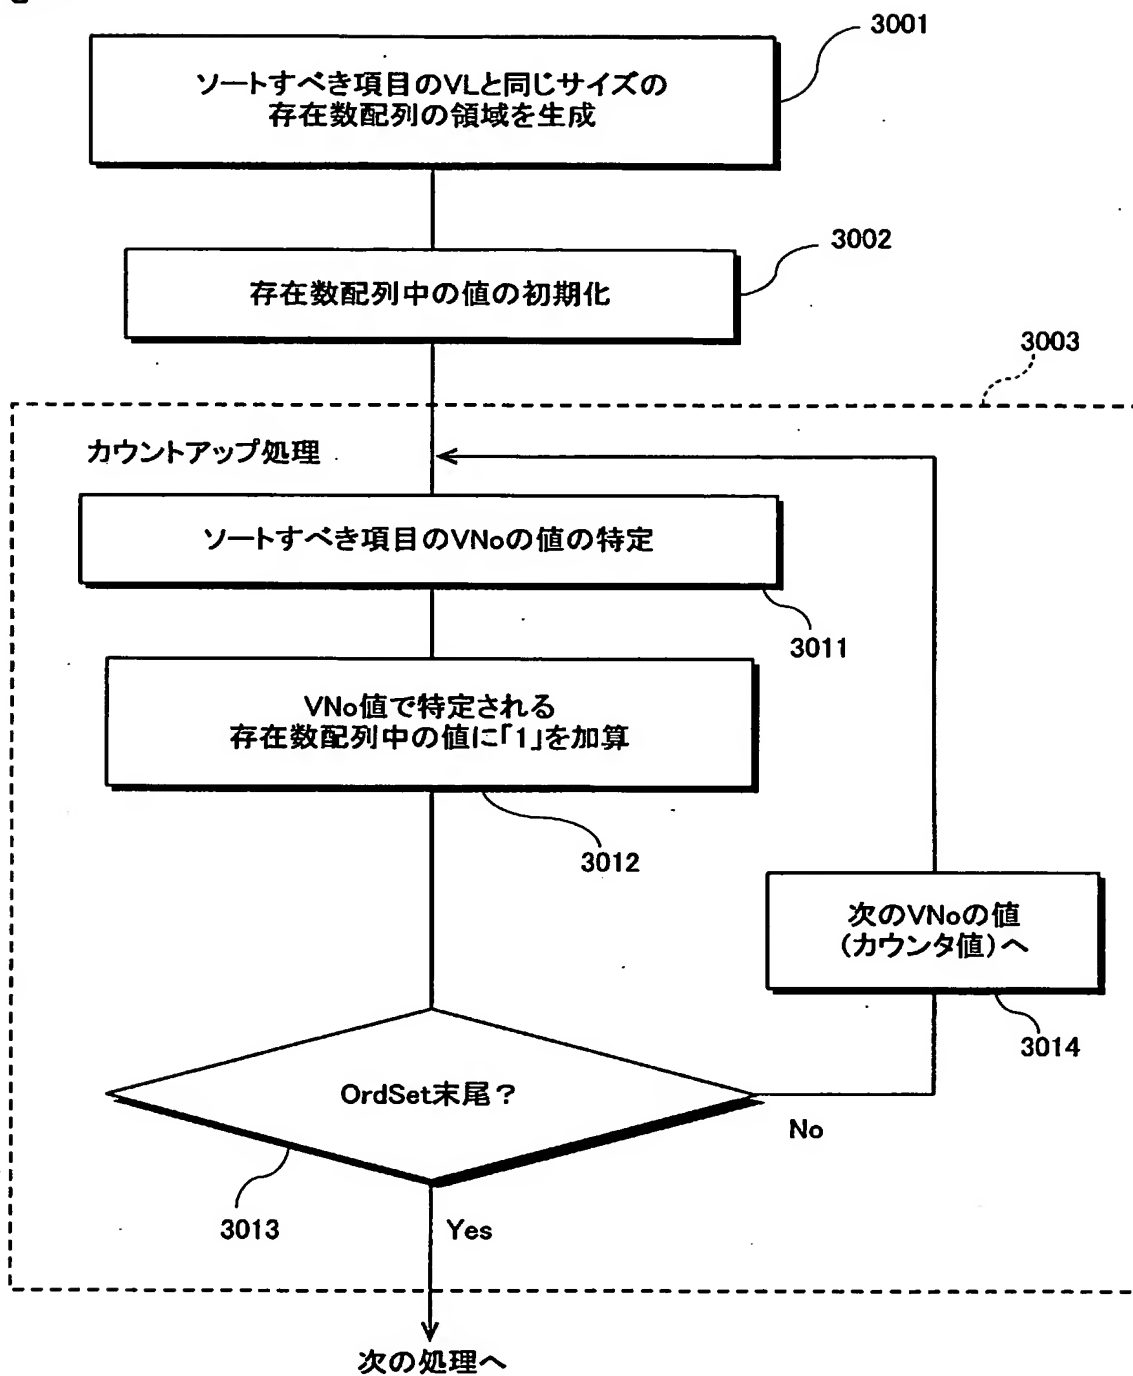 3001
ソートすべき項目のVLと同じサイズの
存在数配列の領域を生成
3002
存在数配列中の値の初期化
3003
カウントアップ処理
ソートすべき項目のVNoの値の特定
3011
VNo値で特定される
存在数配列中の値に「1」を加算
3012
次のVNoの値
(カウンタ値)へ
3014
OrdSet末尾?
No
3013
Yes
次の処理へ